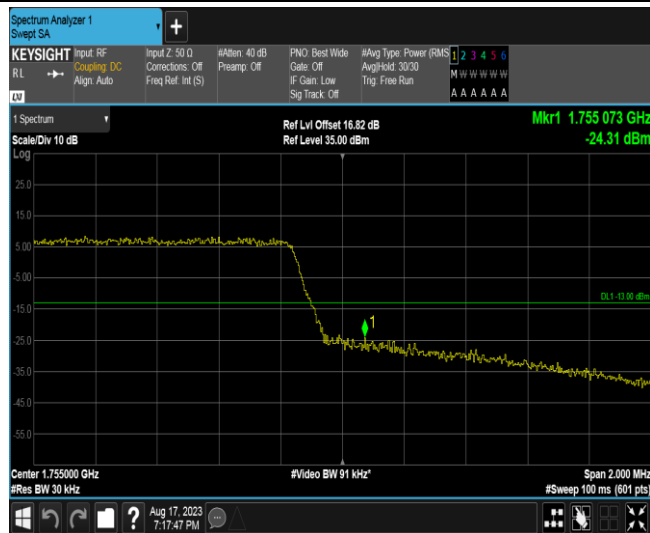 Spectrum Analyzer 1
Swept SA
+
KEYSIGHT
RL
Input: RF
Coupling: DC
Align: Auto
Input Z: 50 Ω
Corrections: Off
Freq Ref: Int (S)
#Atten: 40 dB
Preamp: Off
PNO: Best Wide
Gate: Off
IF Gain: Low
Sig Track: Off
#Avg Type: Power (RMS
Avg|Hold: 30/30
Trig: Free Run
1 2 3 4 5 6
M W W W W W
A A A A A A
1 Spectrum
Scale/Div 10 dB
Ref Lvl Offset 16.82 dB
Ref Level 35.00 dBm
Mkr1 1.755 073 GHz
-24.31 dBm
Log
25.0
15.0
5.00
-5.00
DL1 -13.00 dBm
-15.0
1
-25.0
-35.0
-45.0
-55.0
Center 1.755000 GHz
#Video BW 91 kHz*
Span 2.000 MHz
#Res BW 30 kHz
#Sweep 100 ms (601 pts)
?
Aug 17, 2023
7:17:47 PM